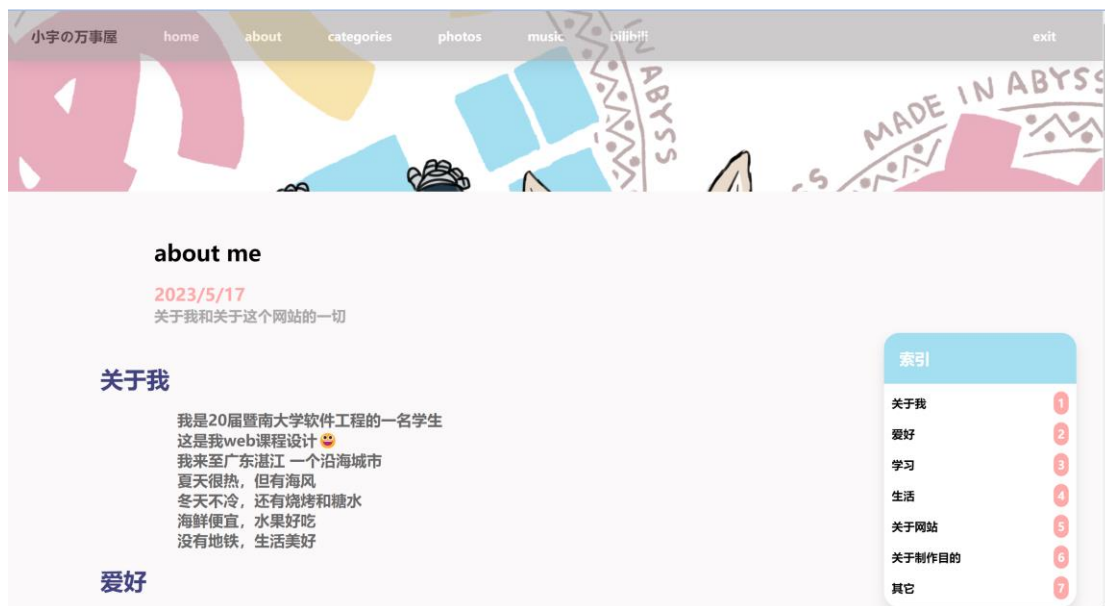 小宇の万事屋 home about categories photos music bilibili exit
IN ABYSS
MADE IN ABYSS
SS
about me
2023/5/17
关于我和关于这个网站的一切
关于我
我是20届暨南大学软件工程的一名学生
这是我web课程设计😀
我来至广东湛江 一个沿海城市
夏天很热，但有海风
冬天不冷，还有烧烤和糖水
海鲜便宜，水果好吃
没有地铁，生活美好
爱好
索引
关于我 1
爱好 2
学习 3
生活 4
关于网站 5
关于制作目的 6
其它 7